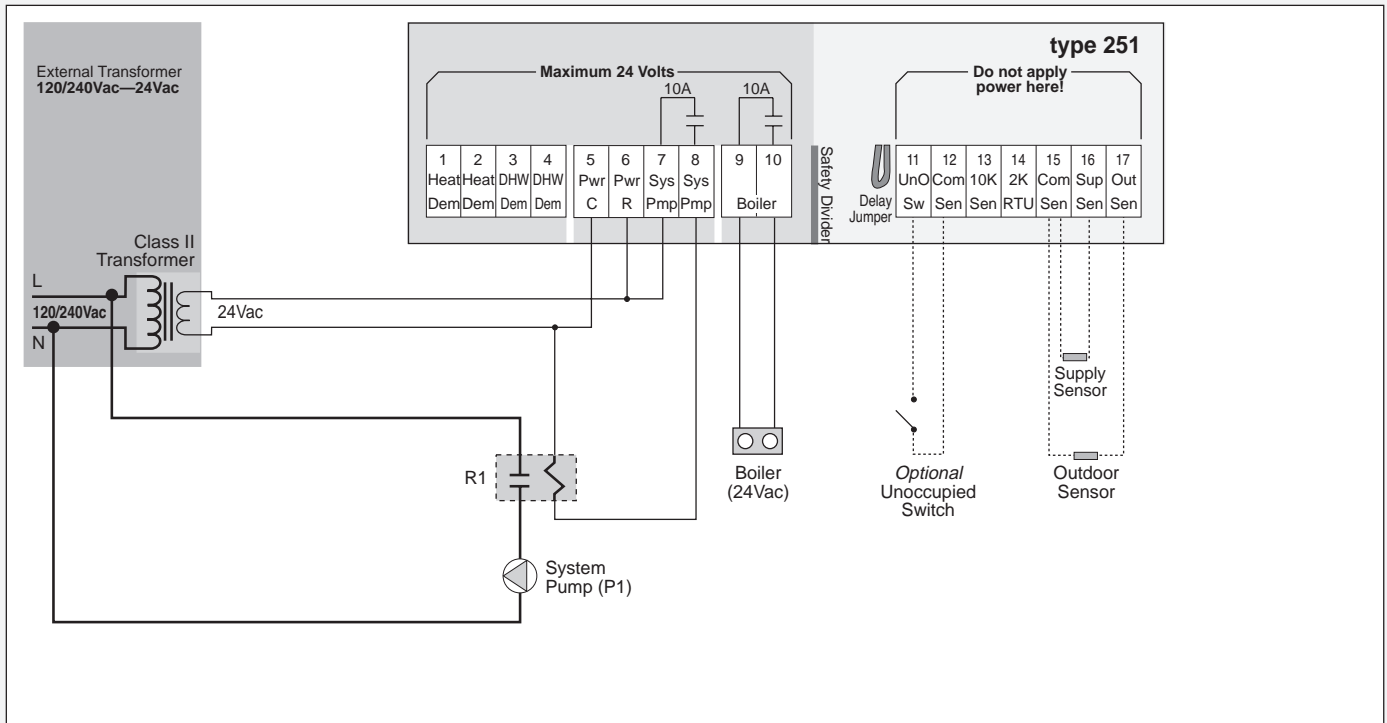 type 251
External Transformer
120/240Vac—24Vac
Maximum 24 Volts
Do not apply
power here!
10A
10A
1 2 3 4 5 6 7 8 9 10
Heat Heat DHW DHW Pwr Pwr Sys Sys
Dem Dem Dem Dem C R Pmp Pmp Boiler
Safety Divider
Delay
Jumper
11 12 13 14 15 16 17
UnO Com 10K 2K Com Sup Out
Sw Sen Sen RTU Sen Sen Sen
Class II
Transformer
L
120/240Vac
N
24Vac
R1
System
Pump (P1)
Boiler
(24Vac)
Optional
Unoccupied
Switch
Supply
Sensor
Outdoor
Sensor